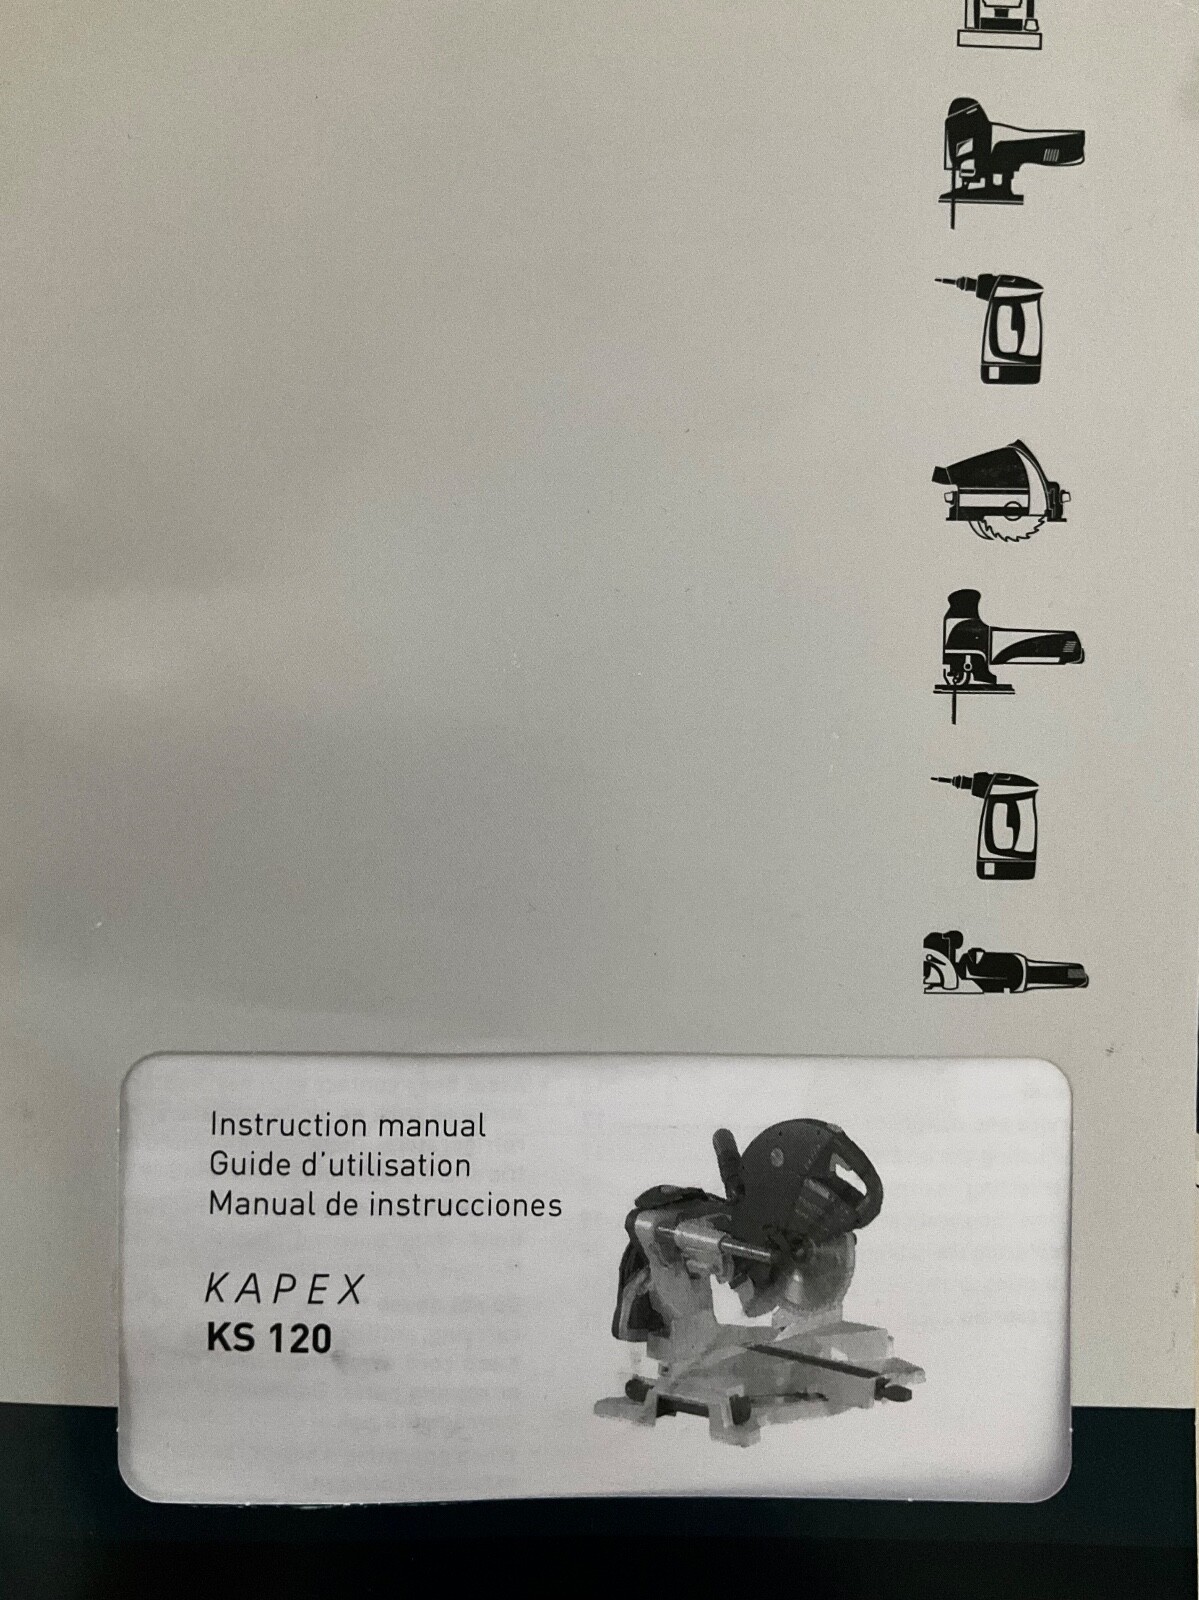 Instruction manual
Guide d'utilisation
Manual de instrucciones
KAPEX
KS 120